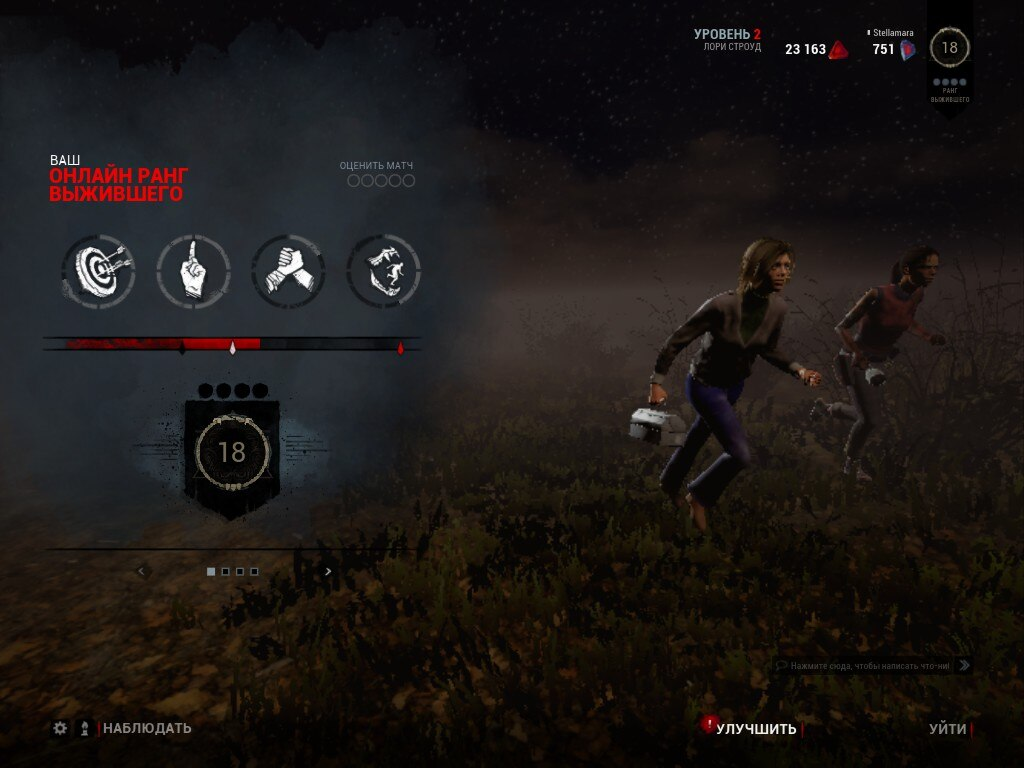 УРОВЕНЬ 2
ЛОРИ СТРОУД
23 163
Stellamara
751
18
РАНГ
ВЫЖИВШЕГО
ВАШ
ОНЛАЙН РАНГ
ВЫЖИВШЕГО
ОЦЕНИТЬ МАТЧ
18
Нажмите сюда, чтобы написать что-ни
НАБЛЮДАТЬ
! УЛУЧШИТЬ
УЙТИ